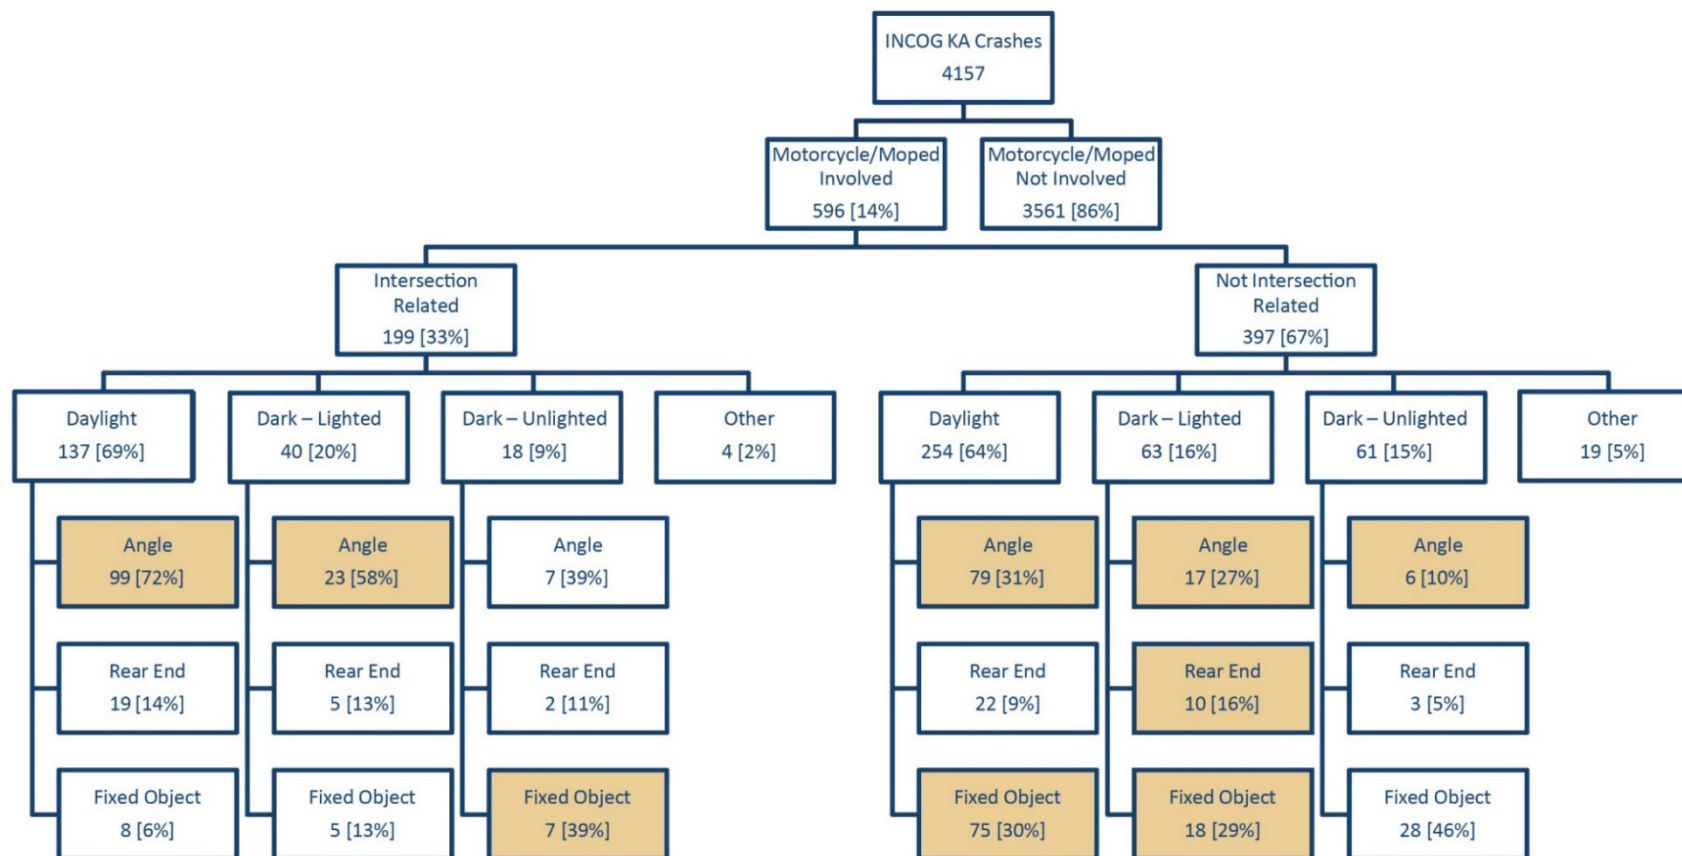 INCOG KA Crashes
4157
Motorcycle/Moped
Involved
596 [14%]
Motorcycle/Moped
Not Involved
3561 [86%]
Intersection
Related
199 [33%]
Not Intersection
Related
397 [67%]
Daylight
137 [69%]
Dark – Lighted
40 [20%]
Dark – Unlighted
18 [9%]
Other
4 [2%]
Daylight
254 [64%]
Dark – Lighted
63 [16%]
Dark – Unlighted
61 [15%]
Other
19 [5%]
Angle
99 [72%]
Angle
23 [58%]
Angle
7 [39%]
Angle
79 [31%]
Angle
17 [27%]
Angle
6 [10%]
Rear End
19 [14%]
Rear End
5 [13%]
Rear End
2 [11%]
Rear End
22 [9%]
Rear End
10 [16%]
Rear End
3 [5%]
Fixed Object
8 [6%]
Fixed Object
5 [13%]
Fixed Object
7 [39%]
Fixed Object
75 [30%]
Fixed Object
18 [29%]
Fixed Object
28 [46%]